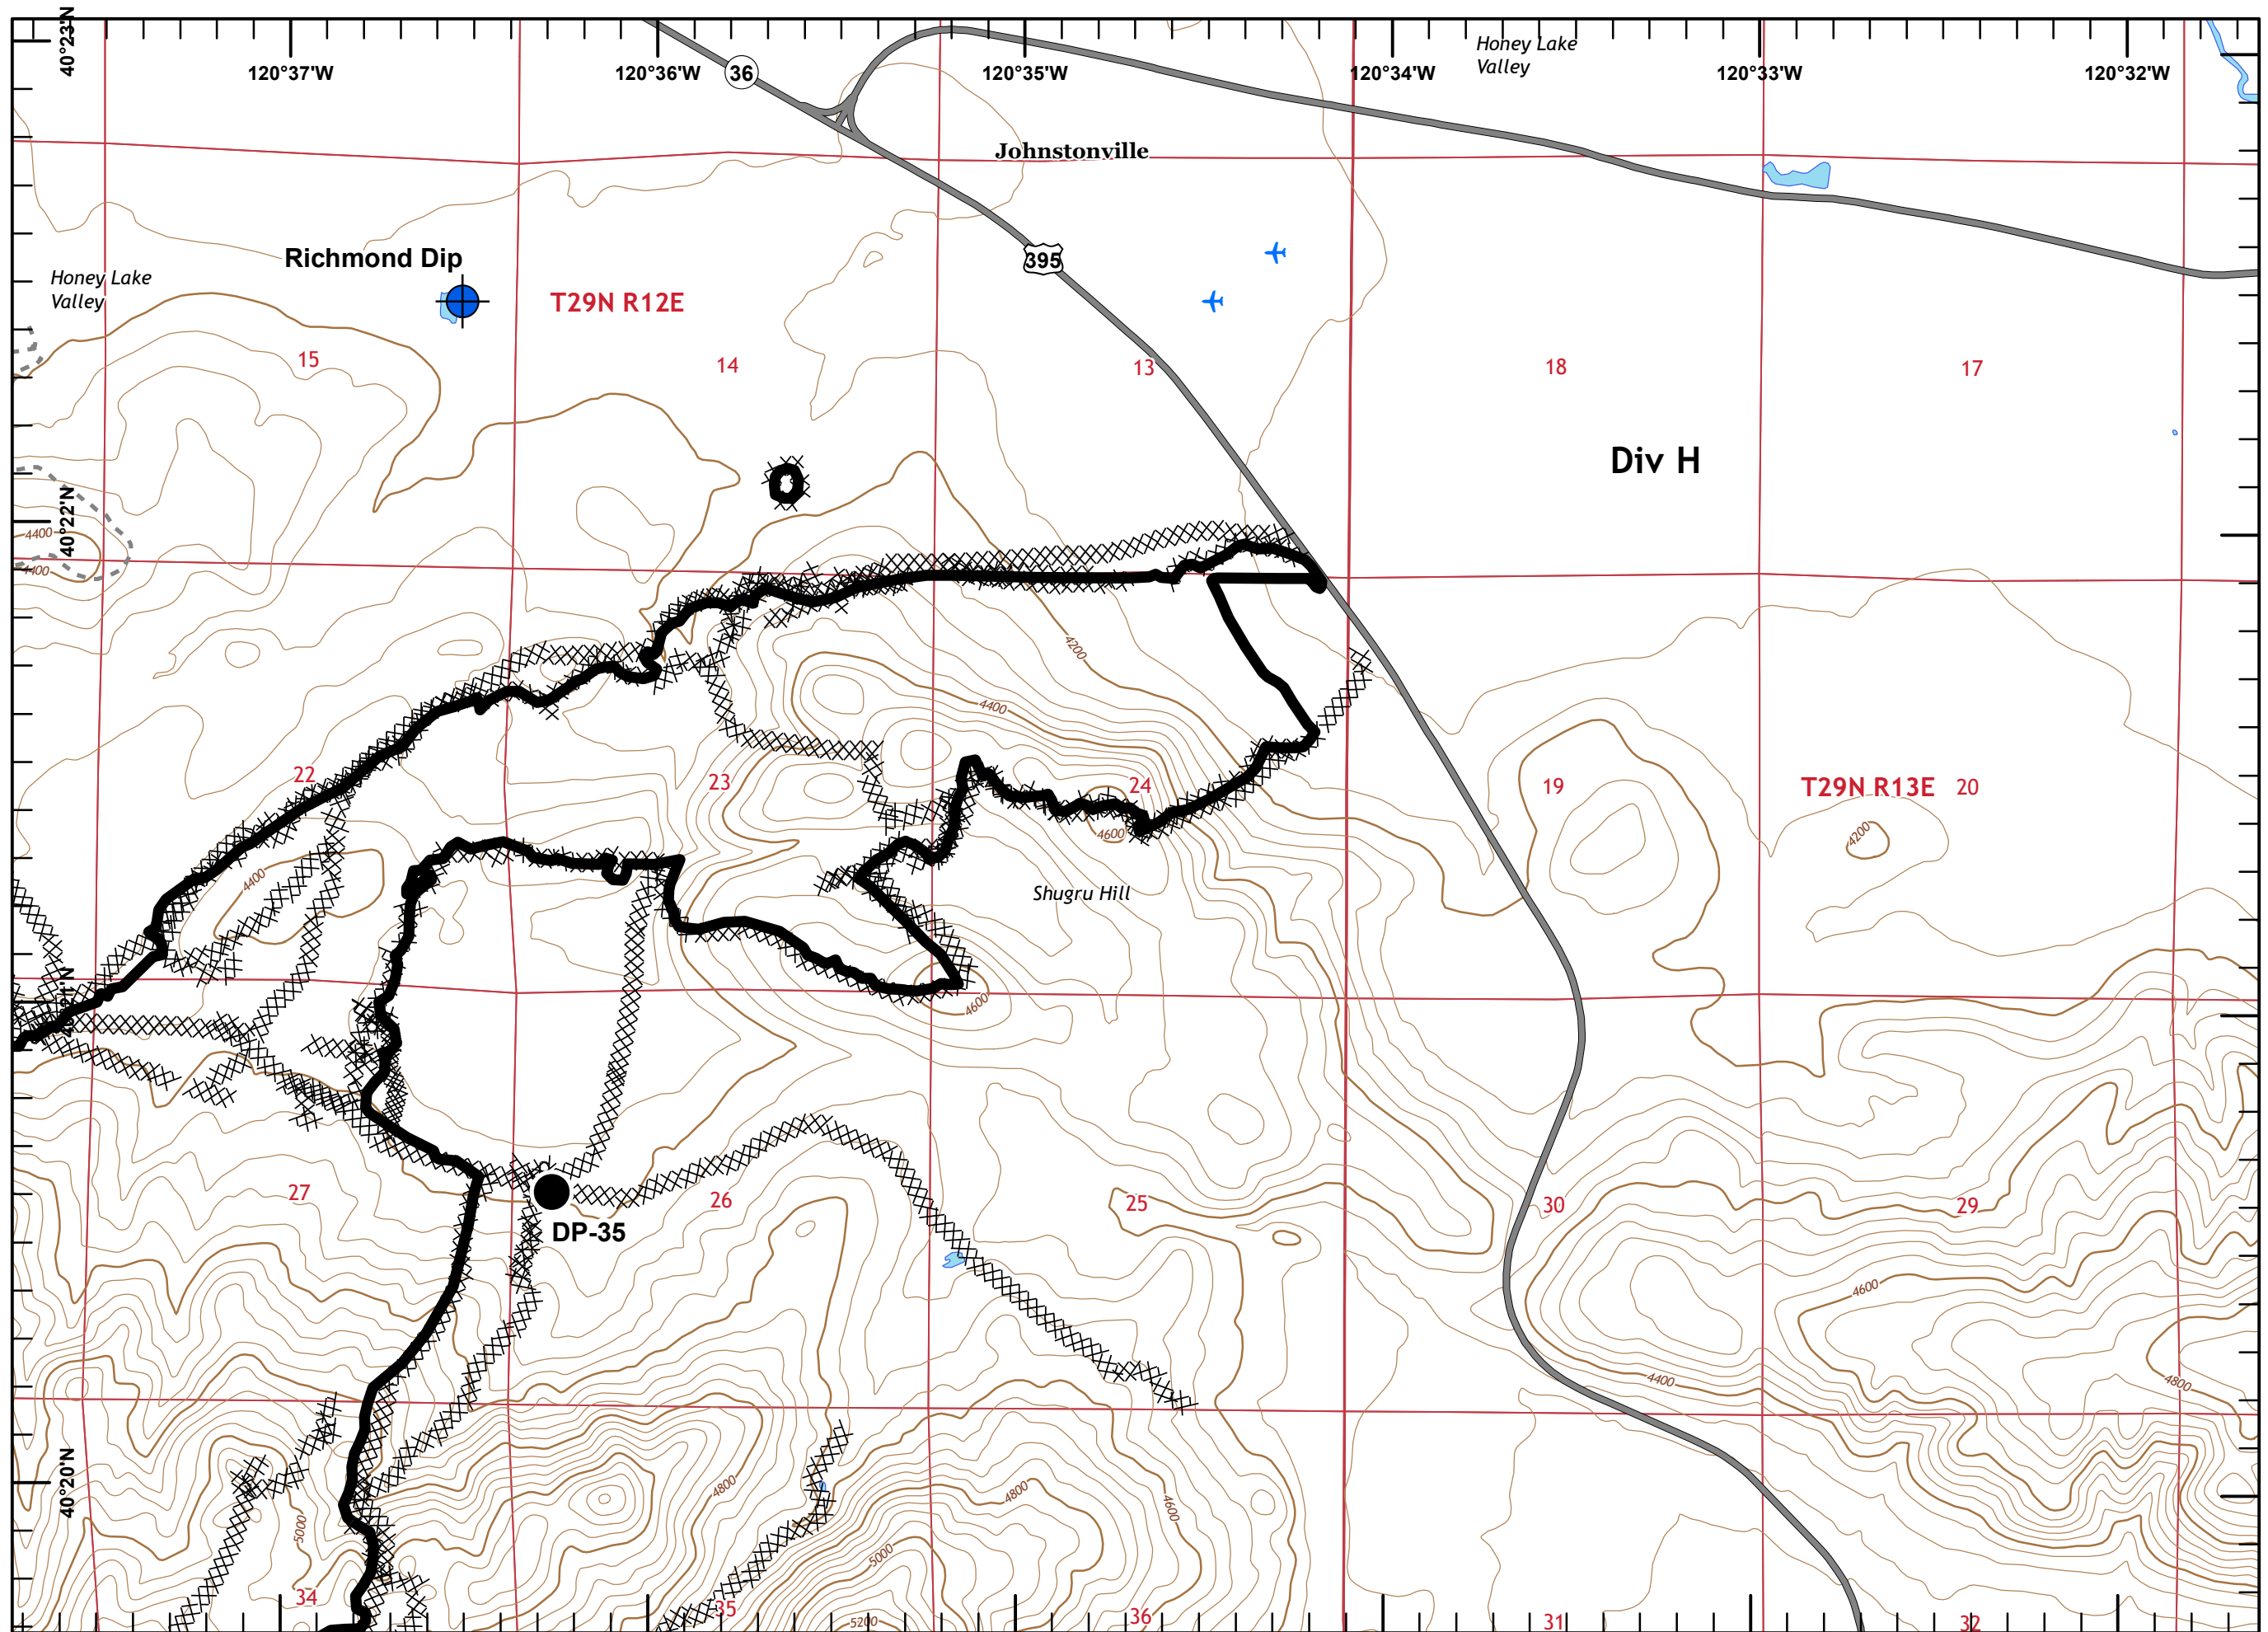 40°23'N
120°37'W
120°36'W
36
120°35'W
120°34'W
Honey Lake
Valley
120°33'W
120°32'W
Johnstonville
Richmond Dip
395
Honey Lake
Valley
T29N R12E
15
14
13
18
17
Div H
40°22'N
4400
4400
4200
4400
22
23
24
19
T29N R13E
20
4600
4200
4400
Shugru Hill
4600
27
26
25
30
29
DP-35
4600
4400
4800
40°20'N
4800
4800
4600
5000
5000
34
35
36
5200
31
32